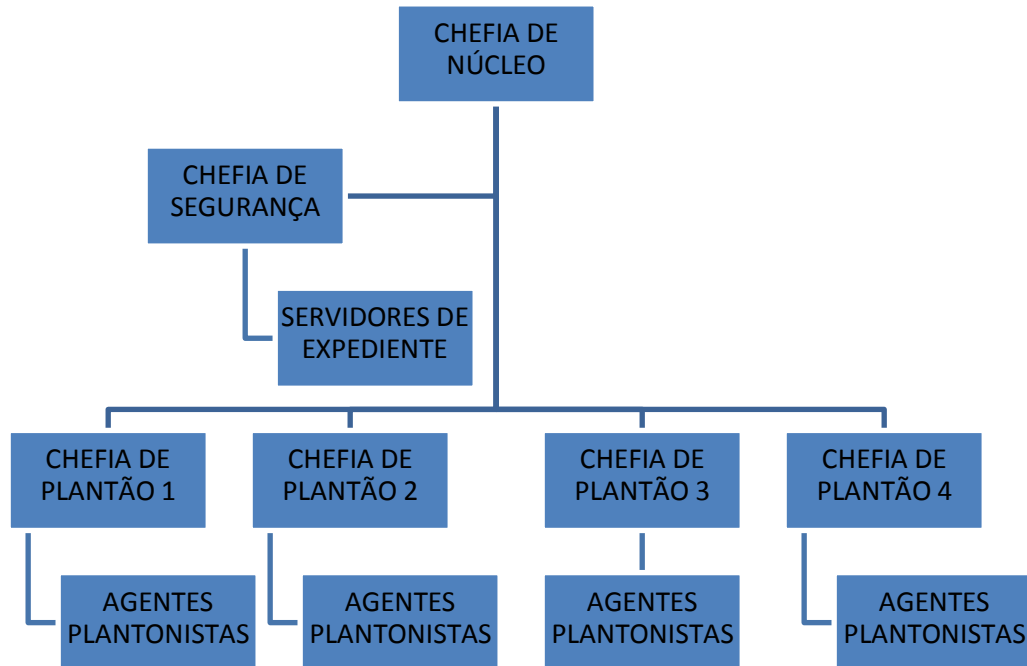 CHEFIA DE
NÚCLEO
CHEFIA DE
SEGURANÇA
SERVIDORES DE
EXPEDIENTE
CHEFIA DE
PLANTÃO 1
CHEFIA DE
PLANTÃO 2
CHEFIA DE
PLANTÃO 3
CHEFIA DE
PLANTÃO 4
AGENTES
PLANTONISTAS
AGENTES
PLANTONISTAS
AGENTES
PLANTONISTAS
AGENTES
PLANTONISTAS